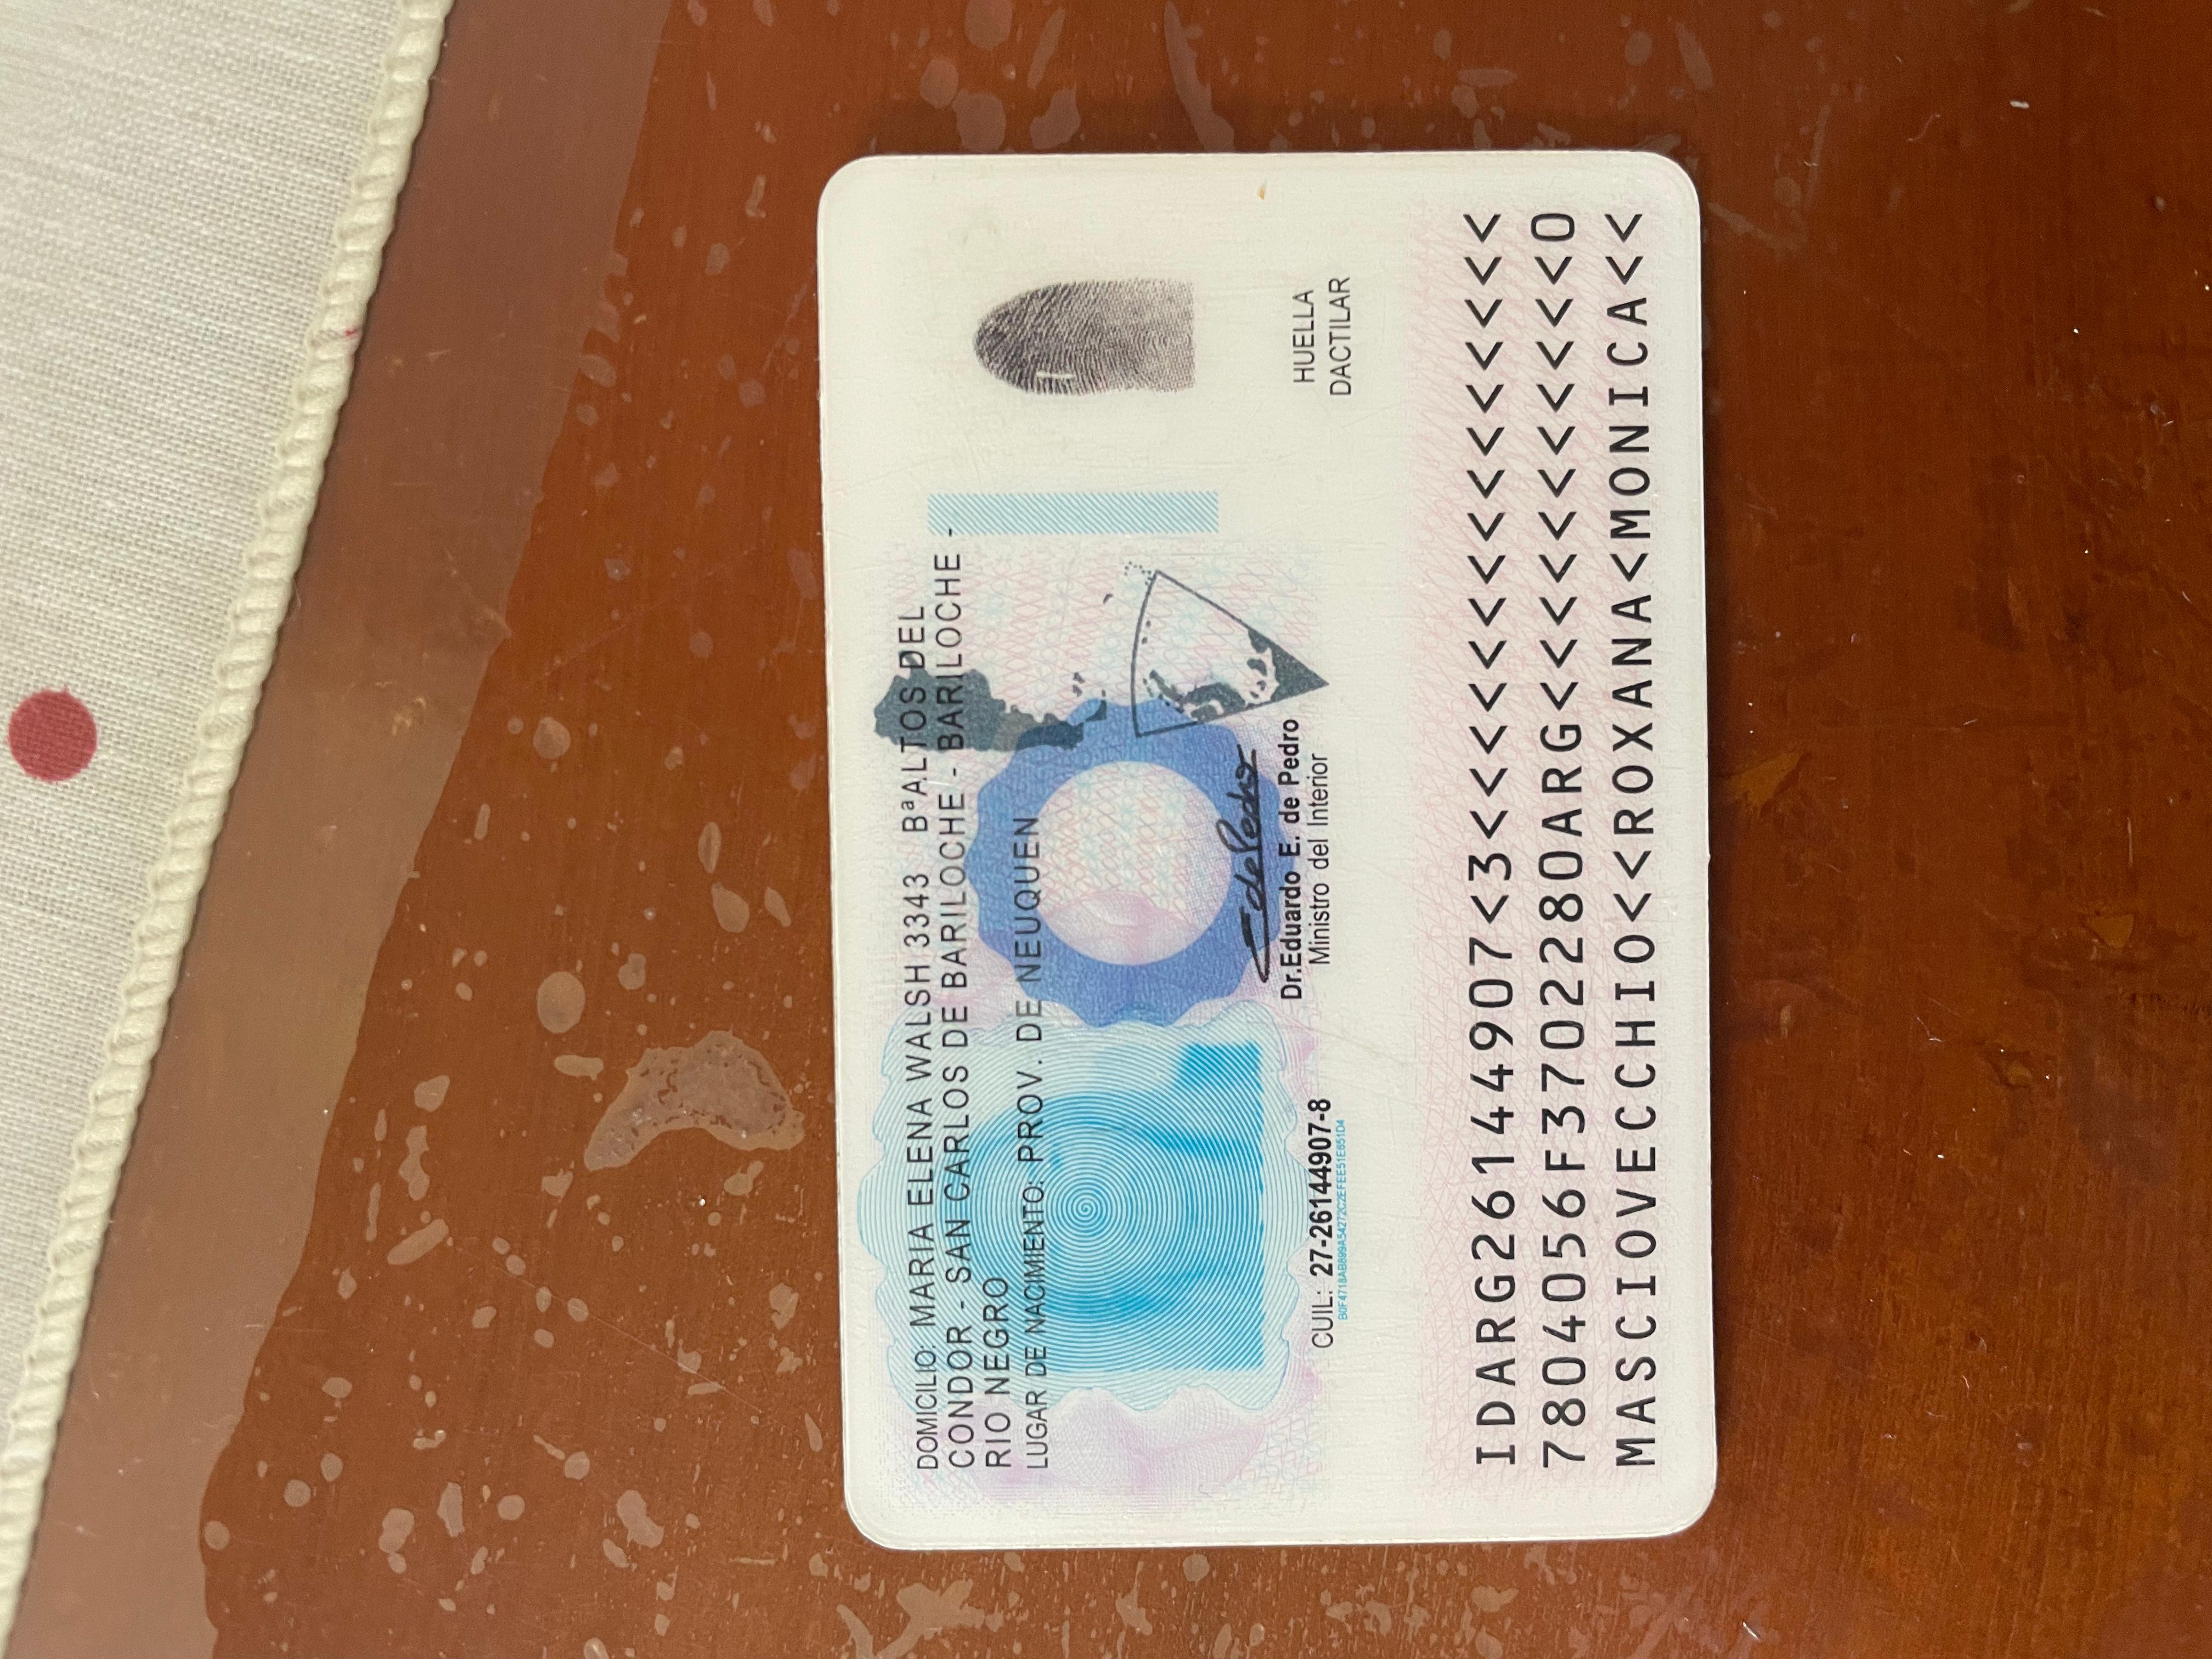 DOMICILIO: MARIA ELENA WALSH 3343 BªALTOS DEL
CONDOR - SAN CARLOS DE BARILOCHE - BARILOCHE -
RIO NEGRO
LUGAR DE NACIMIENTO: PROV. DE NEUQUEN
HUELLA
DACTILAR
EdePedro
Dr.Eduardo E. de Pedro
Ministro del Interior
CUIL: 27-26144907-8
IDARG26144907<3<<<<<<<<<<<<<<<
7804056F3702280ARG<<<<<<<<<<<0
MASCIOVECCHIO<<ROXANA<MONICA<<